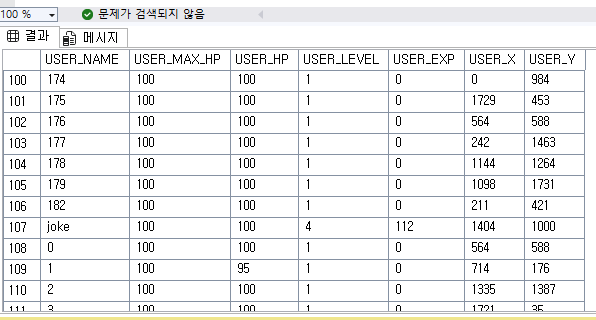 100 %
문제가 검색되지 않음
결과 메시지
USER_NAME USER_MAX_HP USER_HP USER_LEVEL USER_EXP USER_X USER_Y
100 174 100 100 1 0 0 984
101 175 100 100 1 0 1729 453
102 176 100 100 1 0 564 588
103 177 100 100 1 0 242 1463
104 178 100 100 1 0 1144 1264
105 179 100 100 1 0 1098 1731
106 182 100 100 1 0 211 421
107 joke 100 100 4 112 1404 1000
108 0 100 100 1 0 564 588
109 1 100 95 1 0 714 176
110 2 100 100 1 0 1335 1387
111 3 100 100 1 0 1721 35